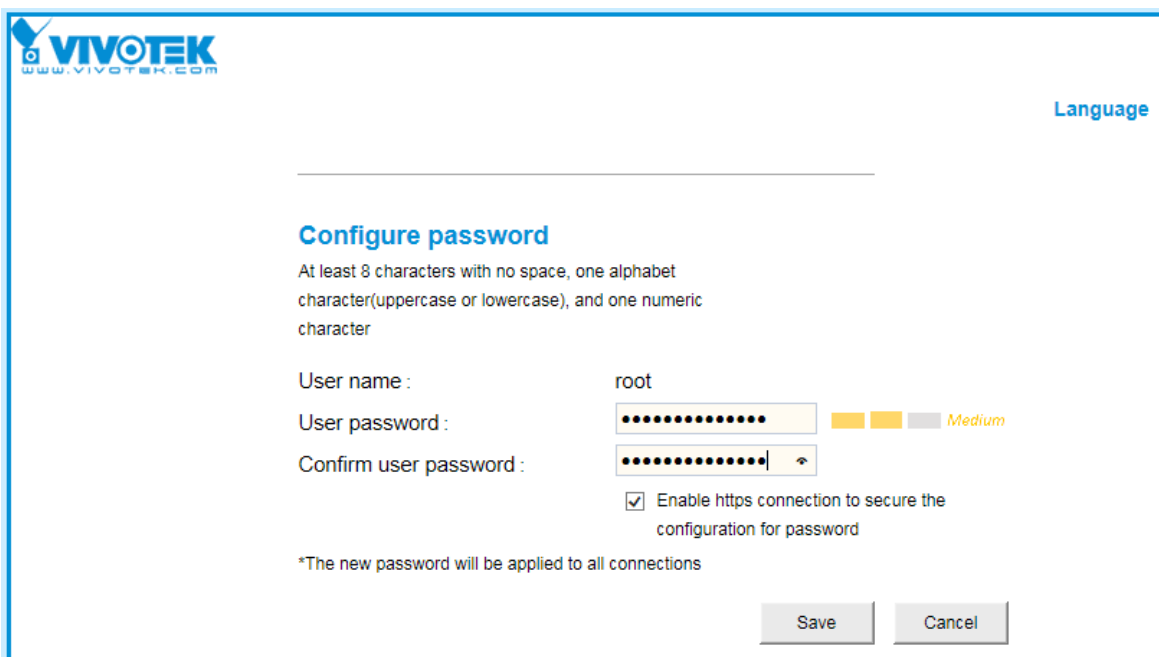 VIVOTEK
www.vivotek.com
Language
Configure password
At least 8 characters with no space, one alphabet
character(uppercase or lowercase), and one numeric
character
User name : root
User password : •••••••••••••• Medium
Confirm user password : ••••••••••••••
Enable https connection to secure the
configuration for password
*The new password will be applied to all connections
Save Cancel